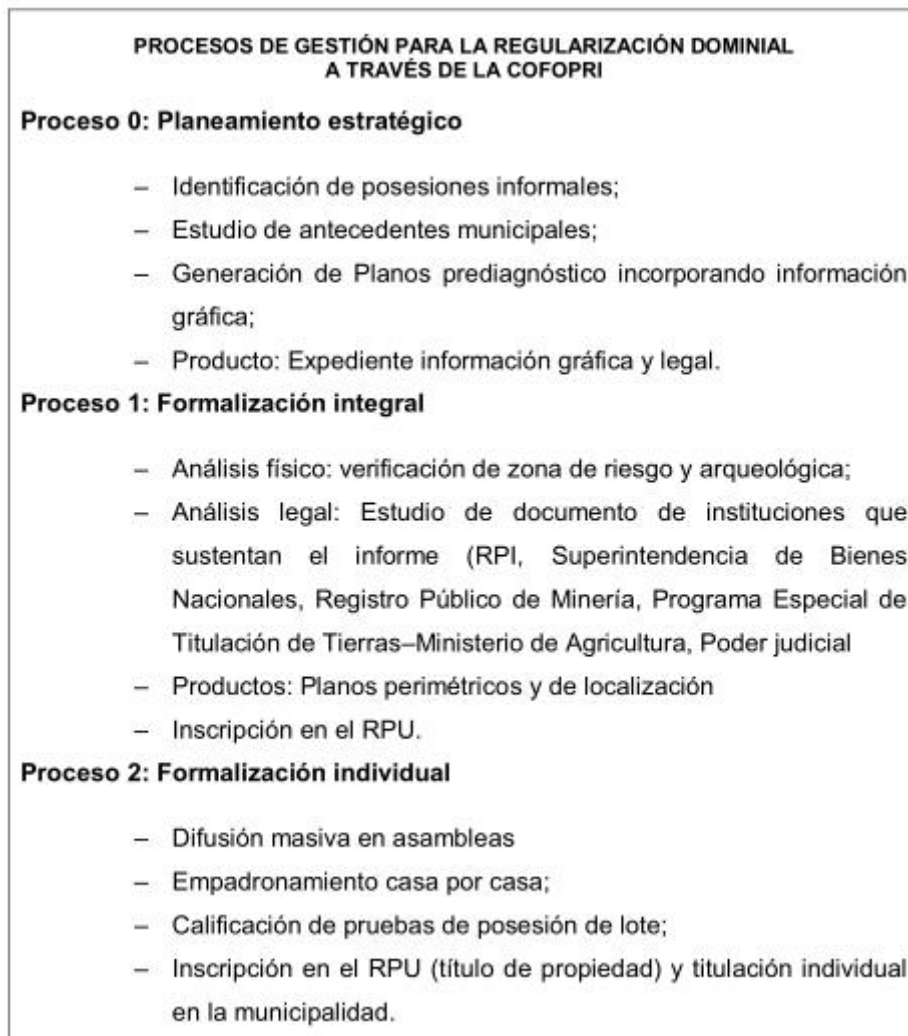 PROCESOS DE GESTIÓN PARA LA REGULARIZACIÓN DOMINIAL
A TRAVÉS DE LA COFOPRI
Proceso 0: Planeamiento estratégico
– Identificación de posesiones informales;
– Estudio de antecedentes municipales;
– Generación de Planos prediagnóstico incorporando información
gráfica;
– Producto: Expediente información gráfica y legal.
Proceso 1: Formalización integral
– Análisis físico: verificación de zona de riesgo y arqueológica;
– Análisis legal: Estudio de documento de instituciones que
sustentan el informe (RPI, Superintendencia de Bienes
Nacionales, Registro Público de Minería, Programa Especial de
Titulación de Tierras–Ministerio de Agricultura, Poder judicial
– Productos: Planos perimétricos y de localización
– Inscripción en el RPU.
Proceso 2: Formalización individual
– Difusión masiva en asambleas
– Empadronamiento casa por casa;
– Calificación de pruebas de posesión de lote;
– Inscripción en el RPU (título de propiedad) y titulación individual
en la municipalidad.